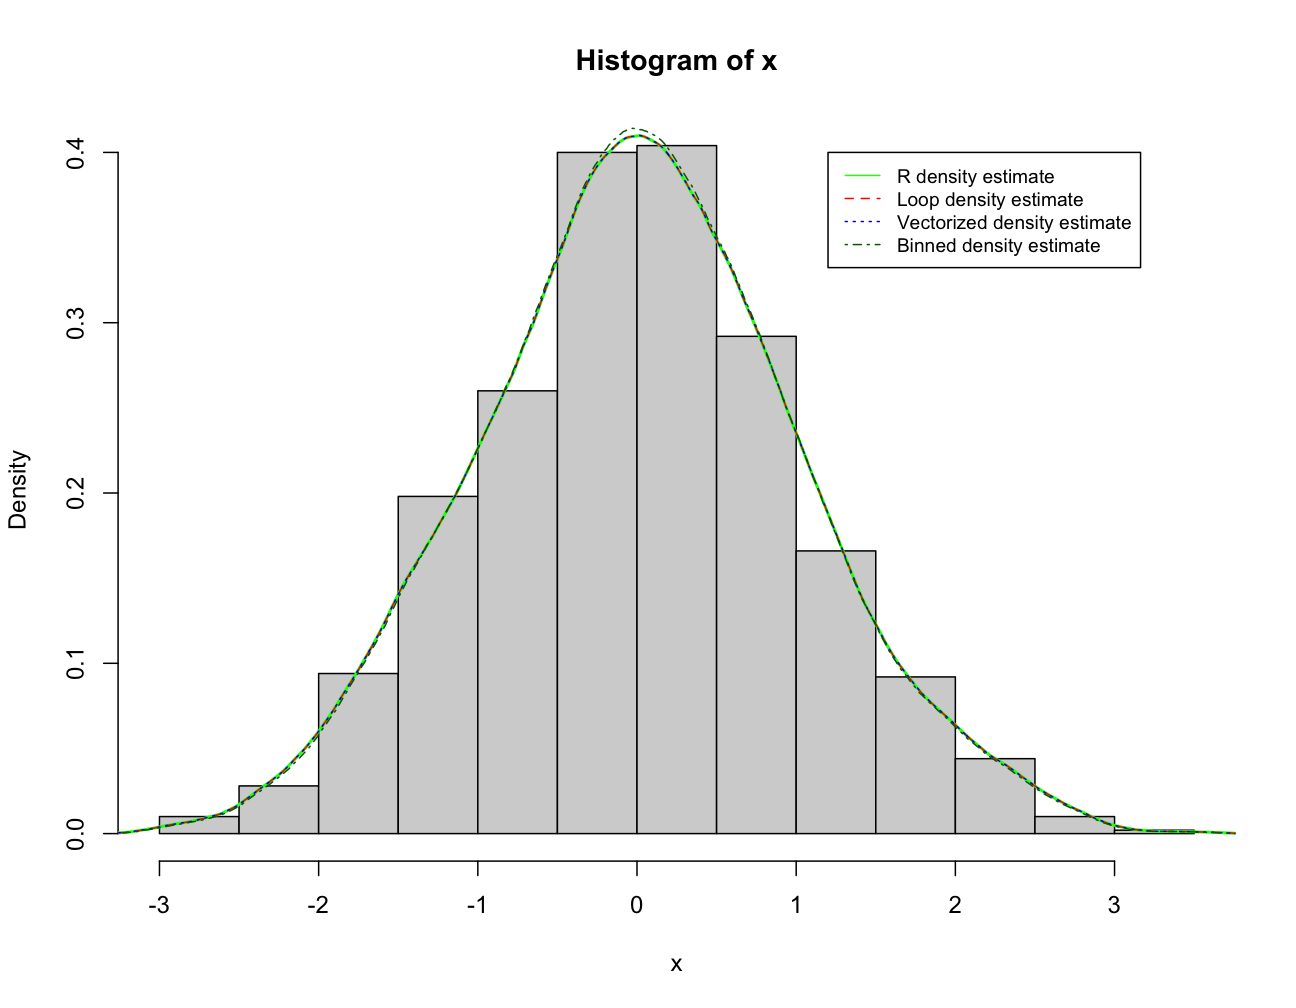 Histogram of x
R density estimate
Loop density estimate
Vectorized density estimate
Binned density estimate
Density
0.4
0.3
0.2
0.1
0.0
-3 -2 -1 0 1 2 3
x